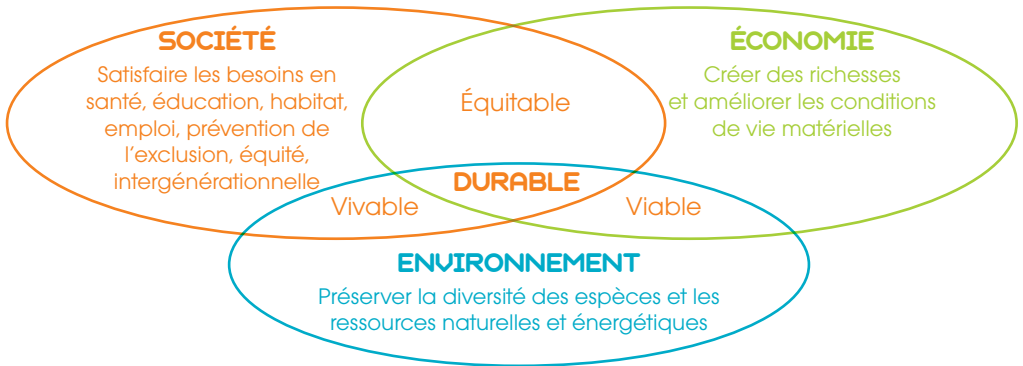 SOCIÉTÉ
Satisfaire les besoins en
santé, éducation, habitat,
emploi, prévention de
l'exclusion, équité,
intergénérationnelle
Équitable
ÉCONOMIE
Créer des richesses
et améliorer les conditions
de vie matérielles
DURABLE
Vivable
Viable
ENVIRONNEMENT
Préserver la diversité des espèces et les
ressources naturelles et énergétiques